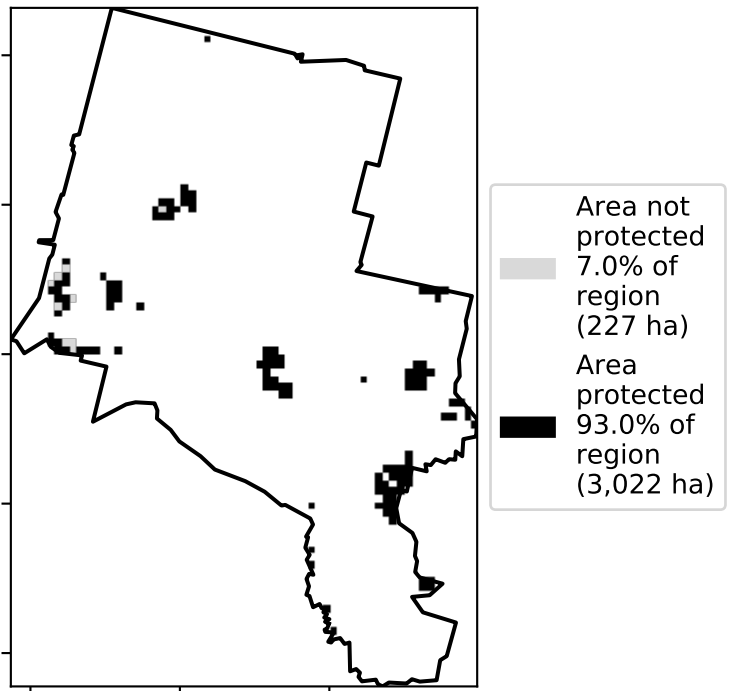 Area not
protected
7.0% of
region
(227 ha)
Area
protected
93.0% of
region
(3,022 ha)